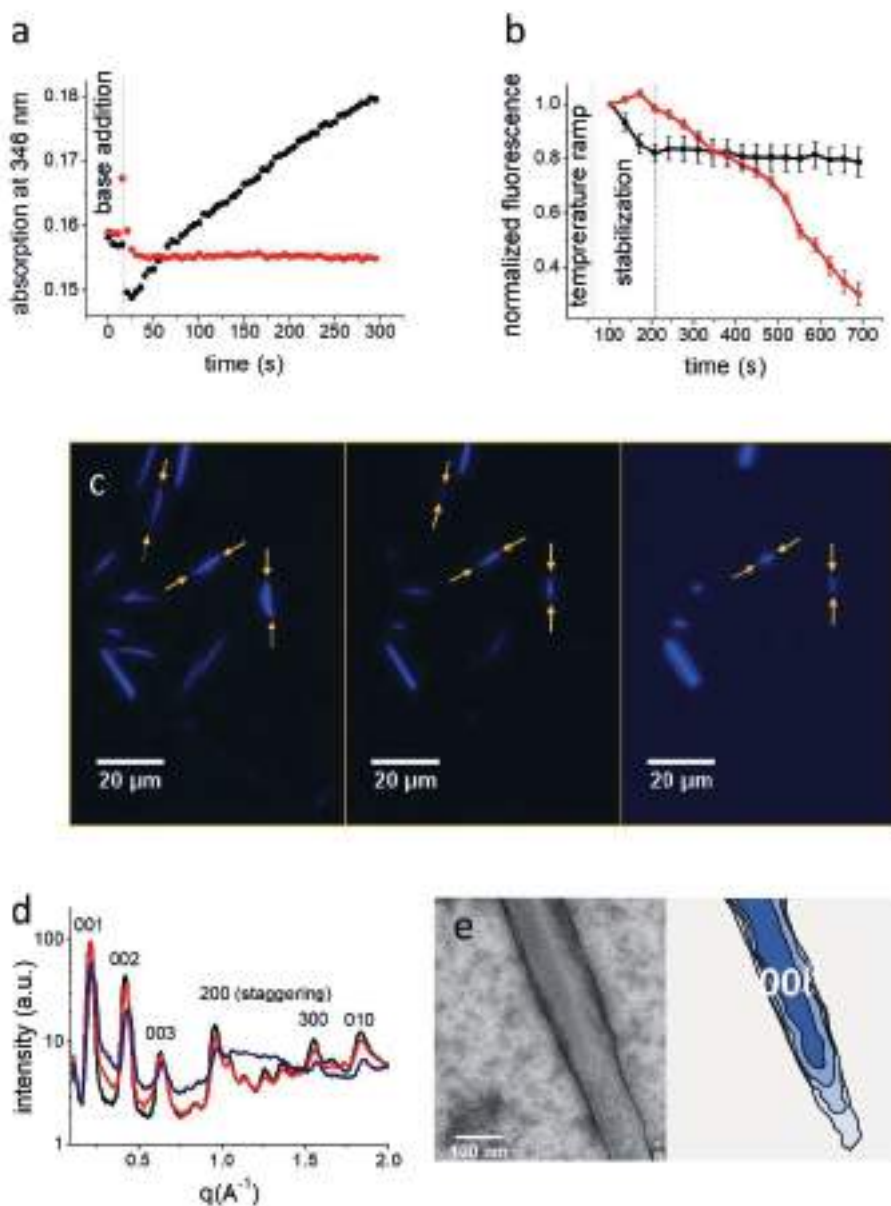 a
absorption at 346 nm
0.18
0.17
0.16
0.15
base addition
0 50 100 150 200 250 300
time (s)
b
normalized fluorescence
1.0
0.8
0.6
0.4
temprerature ramp
stabilization
100 200 300 400 500 600 700
time (s)
c
20 µm
20 µm
20 µm
d
intensity (a.u.)
100
10
1
001
002
003
200 (staggering)
300
010
0.5 1.0 1.5 2.0
q(A⁻¹)
e
100 nm